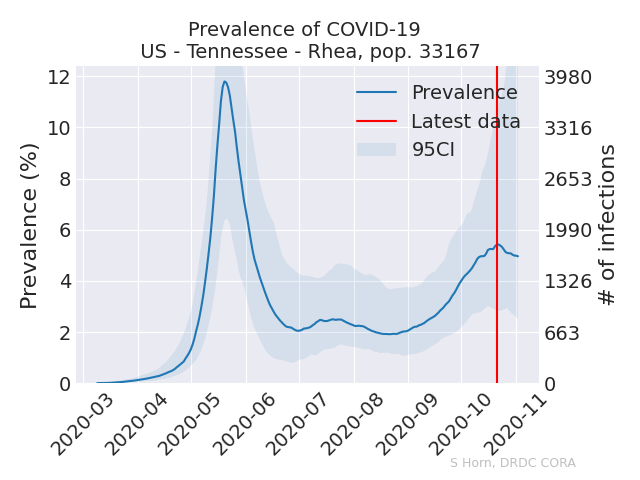 Prevalence of COVID-19
US - Tennessee - Rhea, pop. 33167
Prevalence (%)
12
10
8
6
4
2
0
Prevalence
Latest data
95CI
3980
3316
2653
1990
1326
663
0
# of infections
2020-03
2020-04
2020-05
2020-06
2020-07
2020-08
2020-09
2020-10
2020-11
S Horn, DRDC CORA